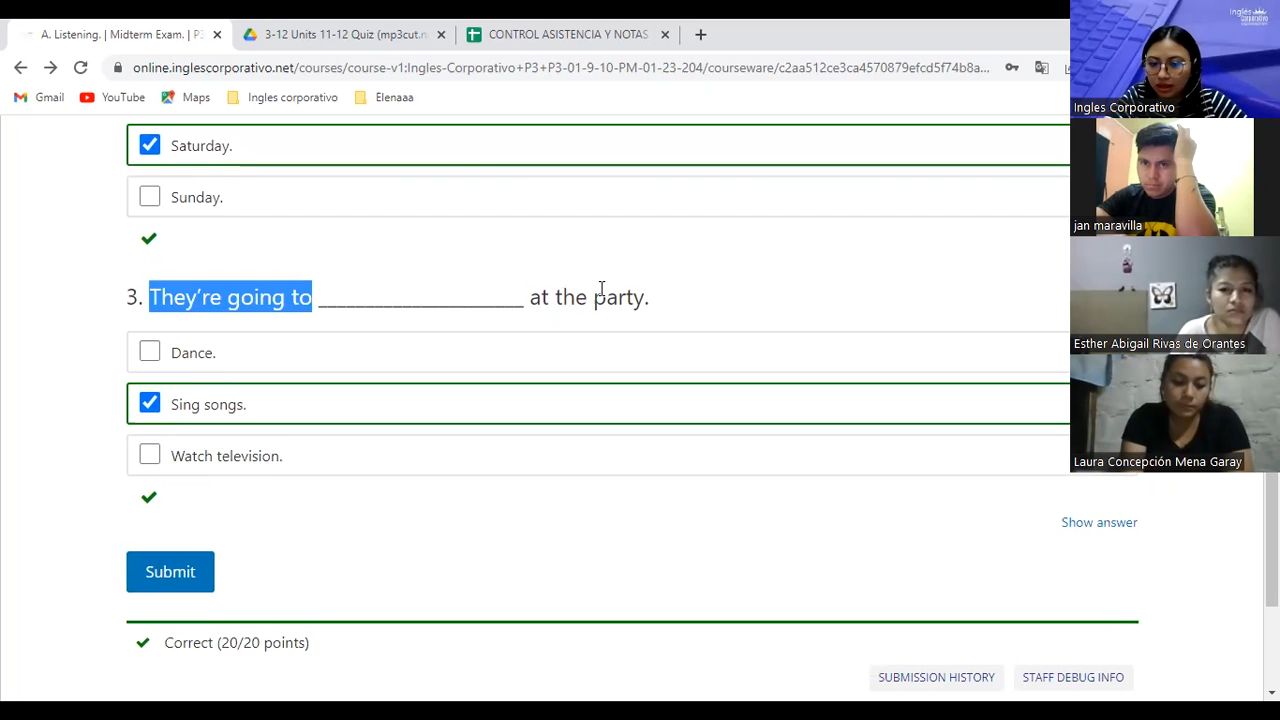 A. Listening. | Midterm Exam. | P3
3-12 Units 11-12 Quiz (mp3cut.n
CONTROL ASISTENCIA Y NOTAS
online.inglescorporativo.net/courses/course-v1:Ingles-Corporativo+P3+P3-01-9-10-PM-01-23-204/courseware/c2aa512ce3ca4570879efcd5f74b8a...
Gmail
YouTube
Maps
Ingles corporativo
Elenaaa
Saturday.
Sunday.
3. They’re going to ____________________ at the party.
Dance.
Sing songs.
Watch television.
Show answer
Submit
Correct (20/20 points)
SUBMISSION HISTORY
STAFF DEBUG INFO
Inglés
Corporativo
Ingles Corporativo
jan maravilla
Esther Abigail Rivas de Orantes
Laura Concepción Mena Garay